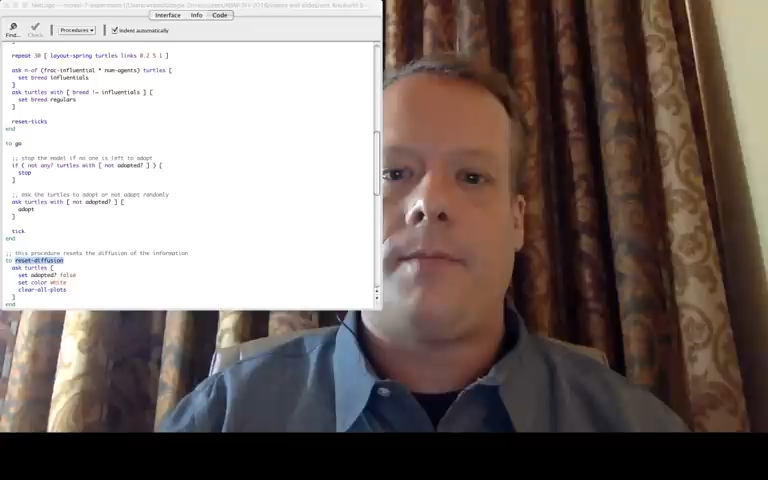 Interface Info Code
Find... Check Procedures Indent automatically
]
repeat 30 [ layout-spring turtles links 0.2 5 1 ]
ask n-of (frac-influential * num-agents) turtles [
set breed influentials
]
ask turtles with [ breed != influentials ] [
set breed regulars
]
reset-ticks
end
to go
;; stop the model if no one is left to adopt
if ( not any? turtles with [ not adopted? ] ) [
stop
]
;; ask the turtles to adopt or not adopt randomly
ask turtles with [ not adopted? ] [
adopt
]
tick
end
;; this procedure resets the diffusion of the information
to reset-diffusion
ask turtles [
set adopted? false
set color white
clear-all-plots
]
end